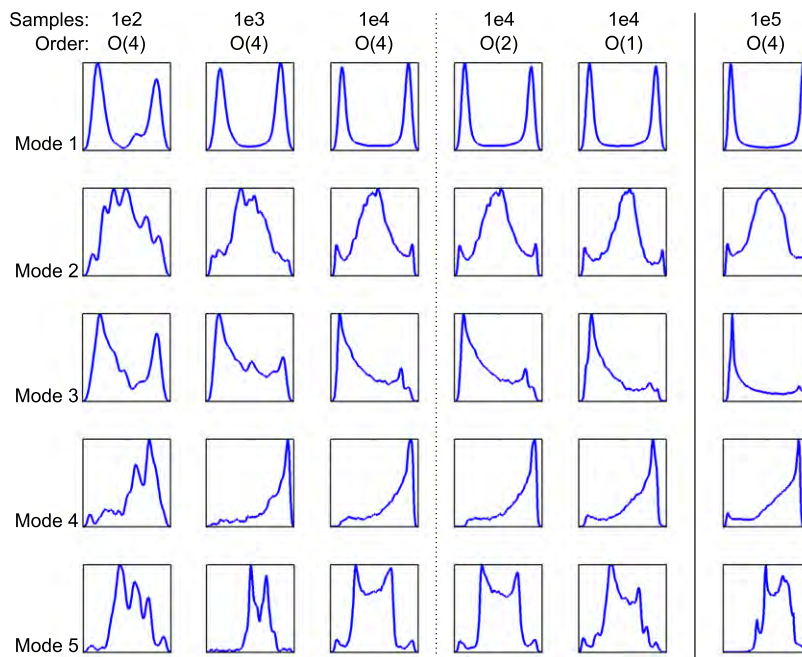 Samples: 1e2 1e3 1e4 1e4 1e4 1e5
Order: O(4) O(4) O(4) O(2) O(1) O(4)
Mode 1
Mode 2
Mode 3
Mode 4
Mode 5